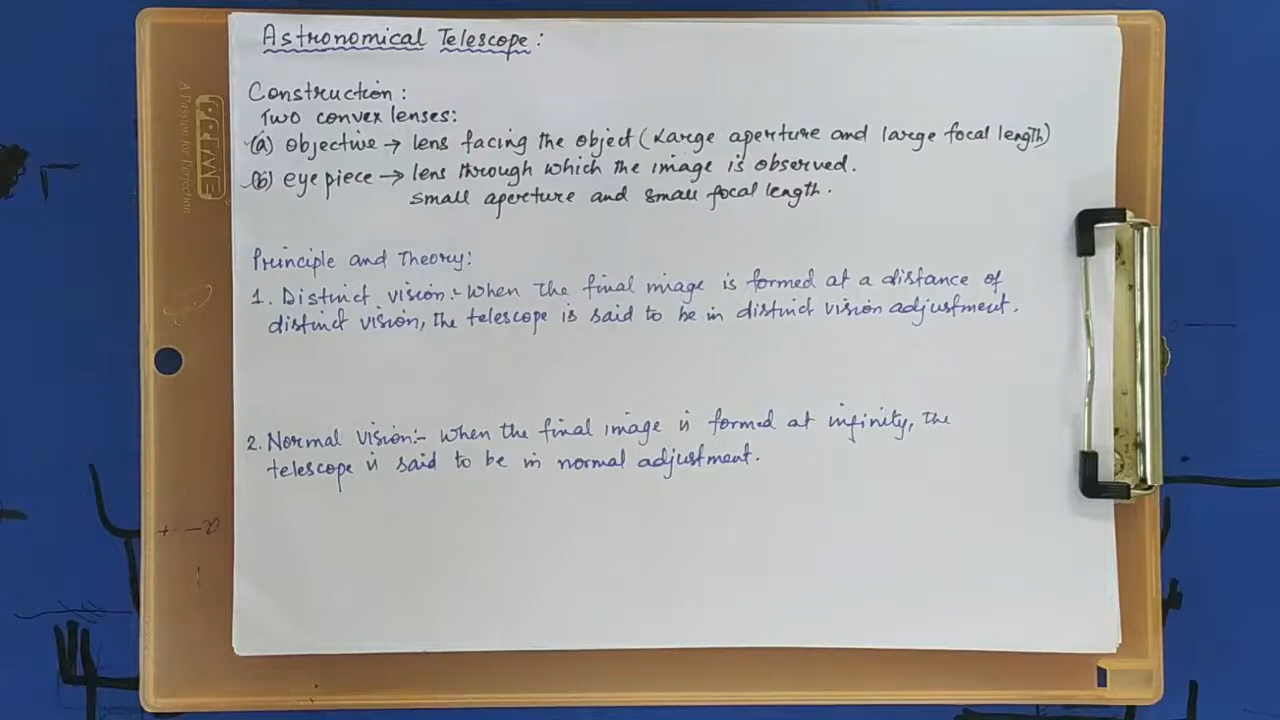 Astronomical Telescope:
Construction:
Two convex lenses:
(a) Objective → lens facing the object (Large aperture and large focal length)
(b) eye piece → lens through which the image is observed.
small aperture and small focal length.
Principle and Theory:
1. Distinct vision:- When the final image is formed at a distance of
distinct vision, the telescope is said to be in distinct vision adjustment.
2. Normal vision:- When the final image is formed at infinity, the
telescope is said to be in normal adjustment.
A Passion for Perfection